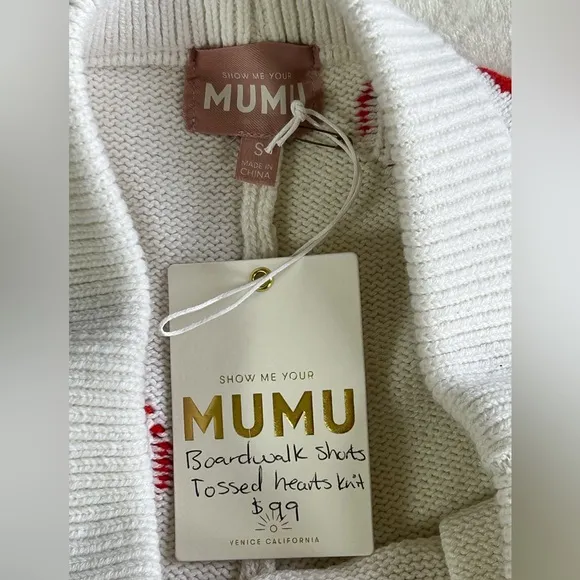 SHOW ME YOUR
MUMU
S
MADE IN
CHINA
SHOW ME YOUR
MUMU
Boardwalk Shorts
Tossed hearts knit
$99
VENICE CALIFORNIA